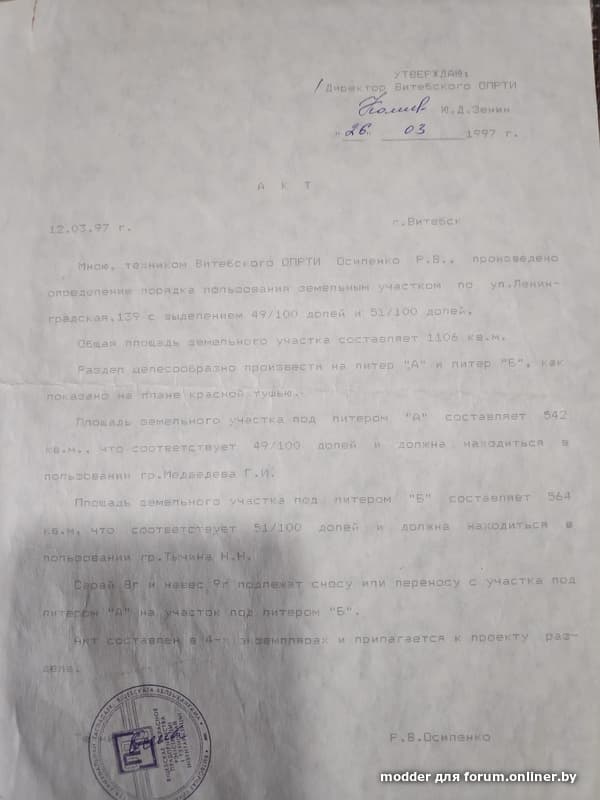 УТВЕРЖДАЮ:
Директор Витебского ОПРТИ
Ю.Д.Зенин
"26" 03 1997 г.
А К Т
12.03.97 г. г.Витебск
Мною, техником Витебского ОПРТИ Осипенко Р.В., произведено
определение порядка пользования земельным участком по ул.Ленин-
градская,139 с выделением 49/100 долей и 51/100 долей.
Общая площадь земельного участка составляет 1106 кв.м.
Раздел целесообразно произвести на литер "А" и литер "Б", как
показано на плане красной тушью.
Площадь земельного участка под литером "А" составляет 542
кв.м., что соответствует 49/100 долей и должна находиться в
пользовании гр.Медведева Г.И.
Площадь земельного участка под литером "Б" составляет 564
кв.м, что соответствует 51/100 долей и должна находиться в
пользовании гр.Тычина Н.Н.
Сарай 8г и навес 9г подлежат сносу или переносу с участка под
литером "А" на участок под литером "Б".
Акт составлен в 4-х экземплярах и прилагается к проекту раз-
дела.
Р.В.Осипенко
modder для forum.onliner.by